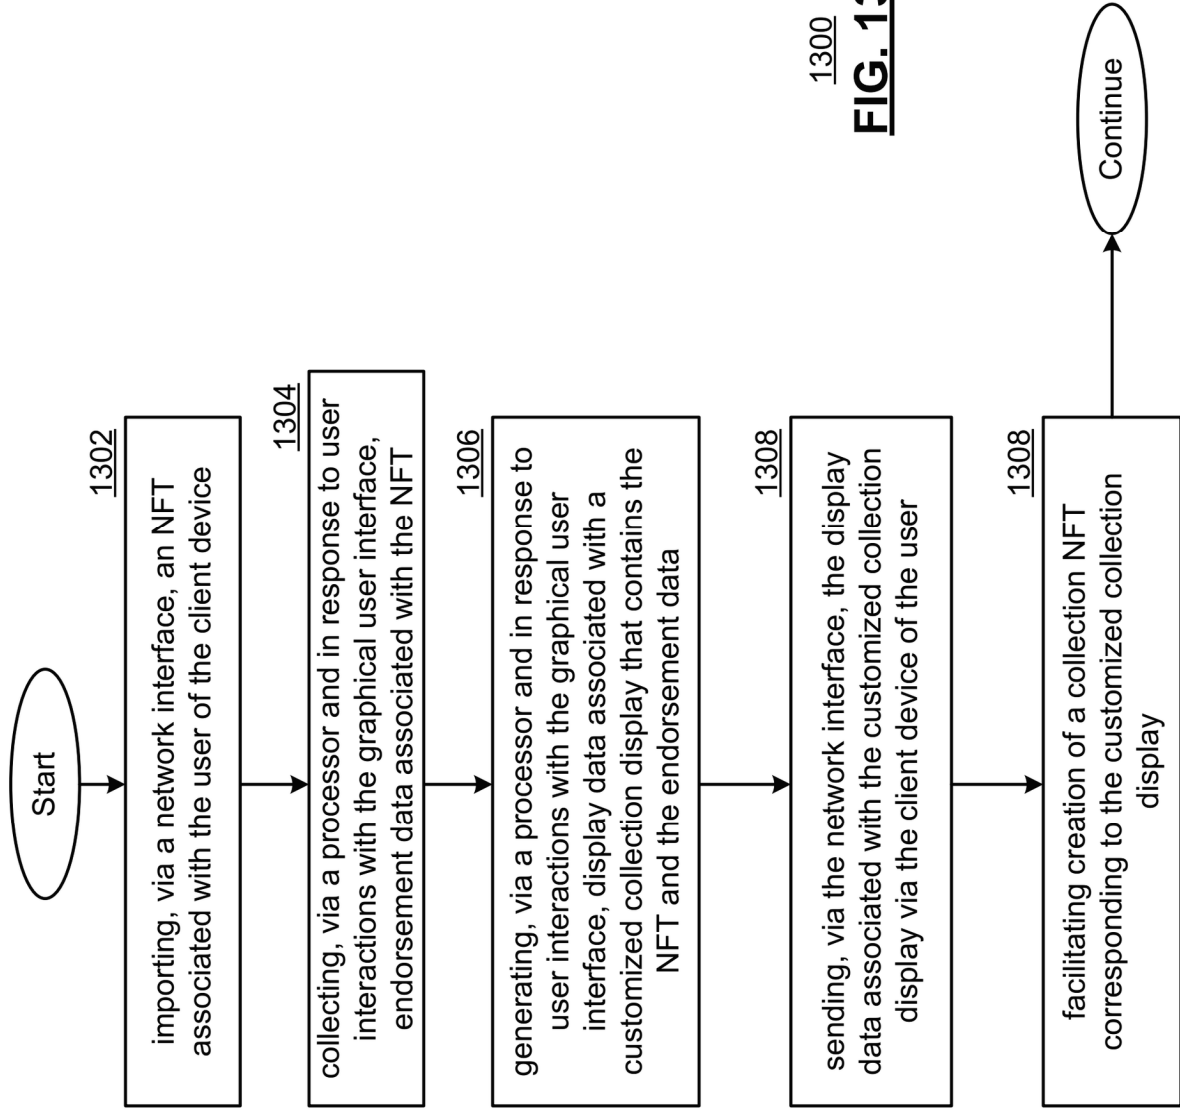 Start
1302
importing, via a network interface, an NFT
associated with the user of the client device
1304
collecting, via a processor and in response to user
interactions with the graphical user interface,
endorsement data associated with the NFT
1306
generating, via a processor and in response to
user interactions with the graphical user
interface, display data associated with a
customized collection display that contains the
NFT and the endorsement data
1308
sending, via the network interface, the display
data associated with the customized collection
display via the client device of the user
1308
facilitating creation of a collection NFT
corresponding to the customized collection
display
Continue
1300
FIG. 13